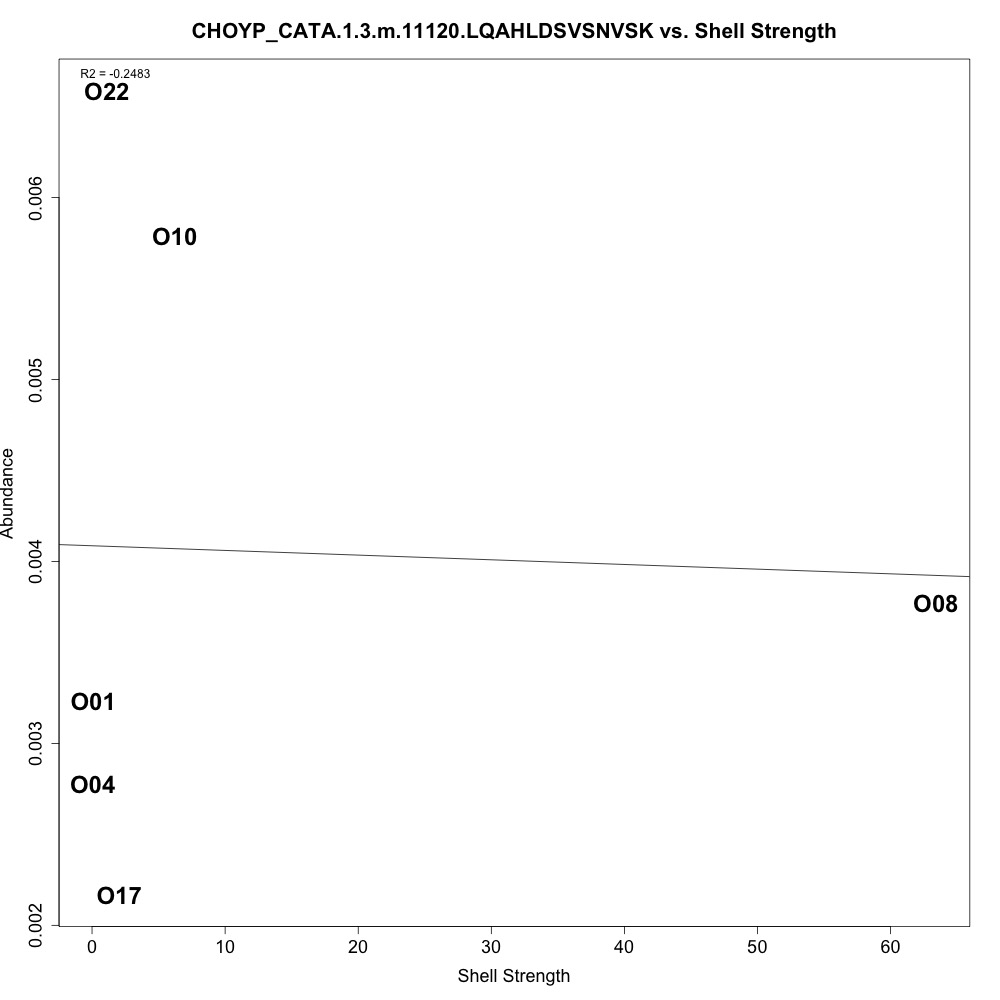 CHOYP_CATA.1.3.m.11120.LQAHLDSVSNVSK vs. Shell Strength
R2 = -0.2483
O22
0.006
O10
0.005
Abundance
0.004
O08
O01
0.003
O04
O17
0.002
0 10 20 30 40 50 60
Shell Strength